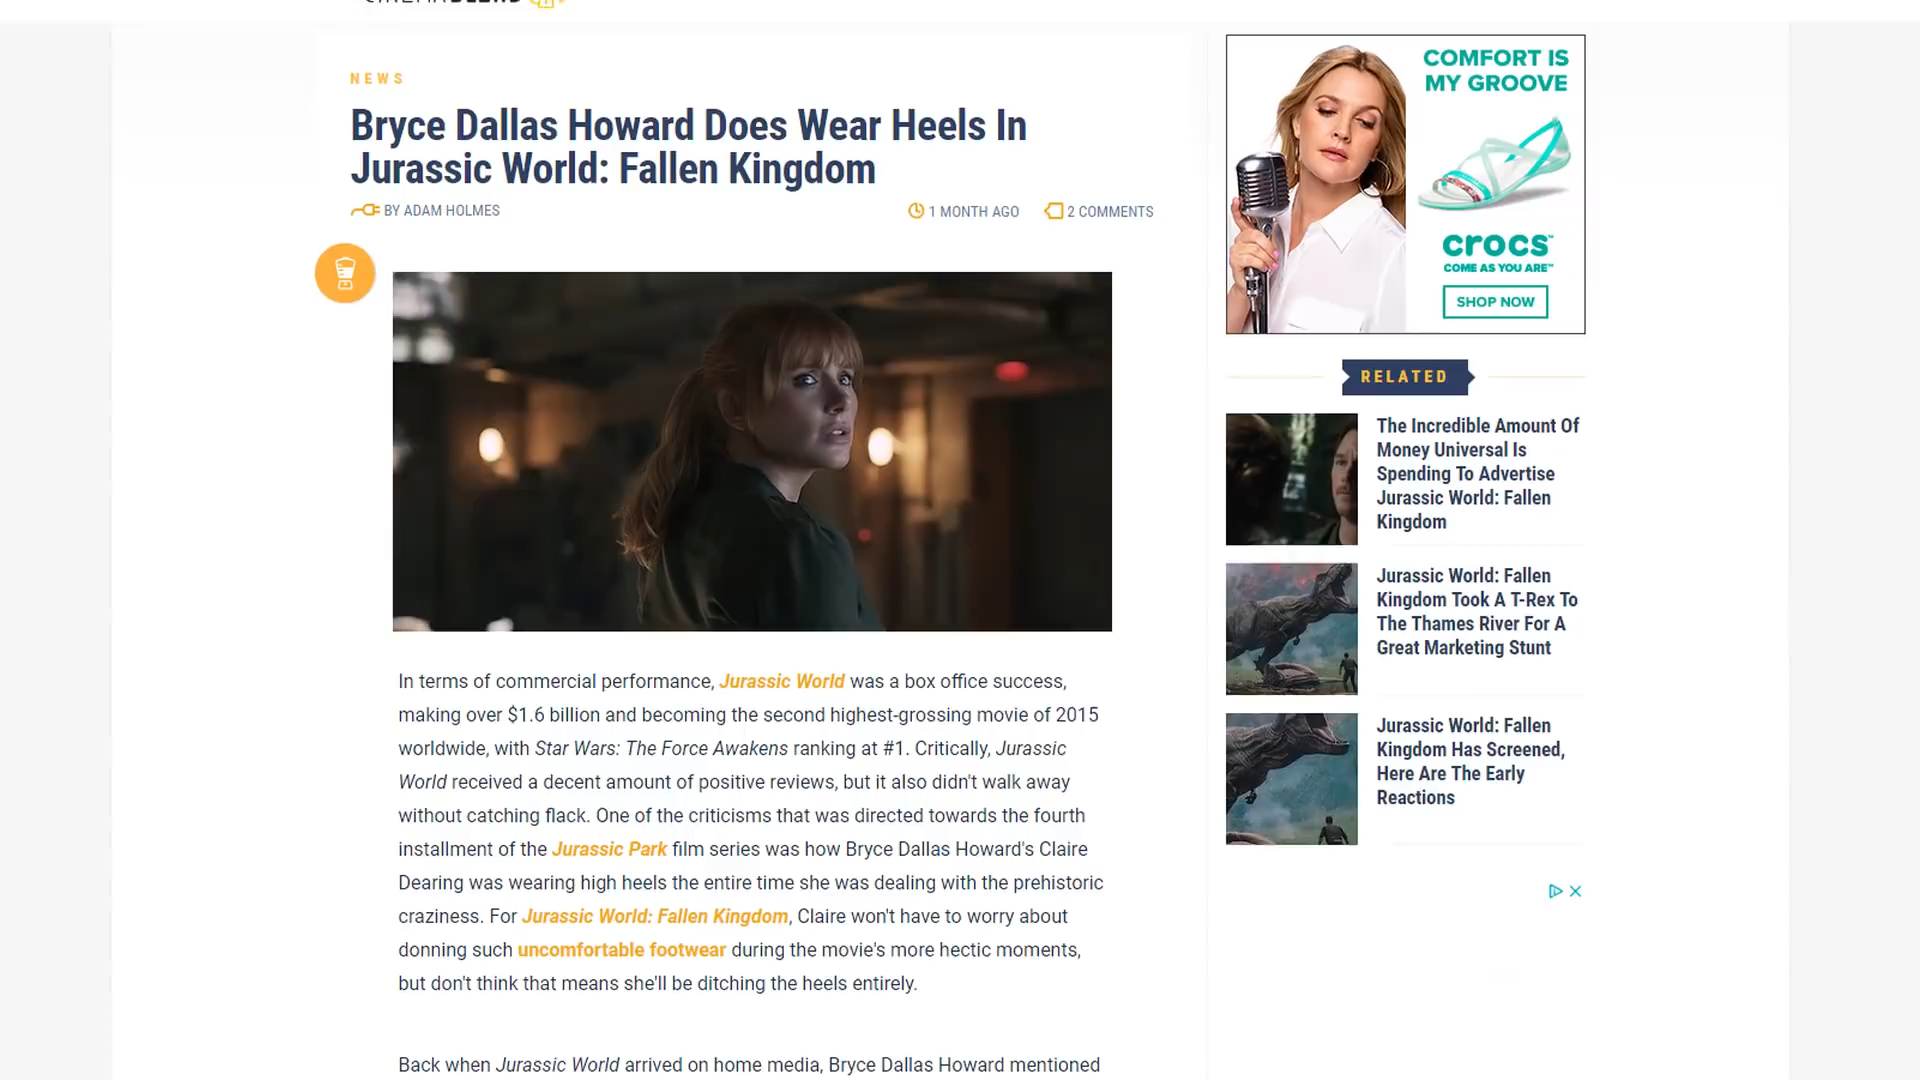 NEWS
Bryce Dallas Howard Does Wear Heels In
Jurassic World: Fallen Kingdom
BY ADAM HOLMES
1 MONTH AGO
2 COMMENTS
In terms of commercial performance, Jurassic World was a box office success,
making over $1.6 billion and becoming the second highest-grossing movie of 2015
worldwide, with Star Wars: The Force Awakens ranking at #1. Critically, Jurassic
World received a decent amount of positive reviews, but it also didn't walk away
without catching flack. One of the criticisms that was directed towards the fourth
installment of the Jurassic Park film series was how Bryce Dallas Howard's Claire
Dearing was wearing high heels the entire time she was dealing with the prehistoric
craziness. For Jurassic World: Fallen Kingdom, Claire won't have to worry about
donning such uncomfortable footwear during the movie's more hectic moments,
but don't think that means she'll be ditching the heels entirely.
Back when Jurassic World arrived on home media, Bryce Dallas Howard mentioned
COMFORT IS
MY GROOVE
crocs™
COME AS YOU ARE™
SHOP NOW
RELATED
The Incredible Amount Of
Money Universal Is
Spending To Advertise
Jurassic World: Fallen
Kingdom
Jurassic World: Fallen
Kingdom Took A T-Rex To
The Thames River For A
Great Marketing Stunt
Jurassic World: Fallen
Kingdom Has Screened,
Here Are The Early
Reactions